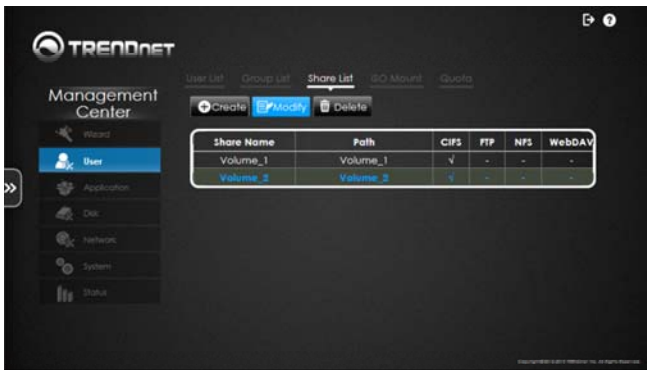 TRENDNET
User List Group List Share List ISO Mount Quota
Management
Center
Create Modify Delete
Wizard
User
Application
Disk
Network
System
Status
Share Name Path CIFS FTP NFS WebDAV
Volume_1 Volume_1 √ - - -
Volume_2 Volume_2 √ - - -